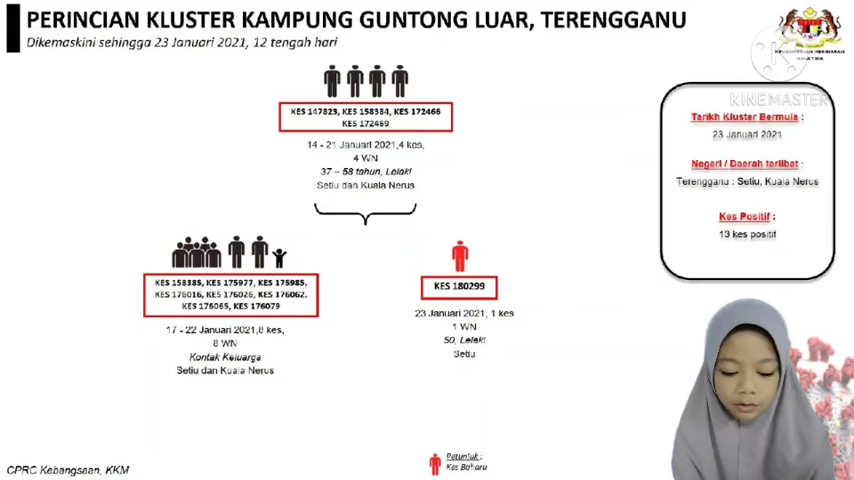 PERINCIAN KLUSTER KAMPUNG GUNTONG LUAR, TERENGGANU
Dikemaskini sehingga 23 Januari 2021, 12 tengah hari
KEMENTERIAN KESIHATAN
MALAYSIA
KINEMASTER
KES 147823, KES 158384, KES 172466
KES 172469
14 - 21 Januari 2021,4 kes,
4 WN
37 – 58 tahun, Lelaki
Setiu dan Kuala Nerus
Tarikh Kluster Bermula :
23 Januari 2021
Negeri / Daerah terlibat :
Terengganu : Setiu, Kuala Nerus
Kes Positif :
13 kes positif
KES 158385, KES 175977, KES 175985,
KES 176016, KES 176026, KES 176062,
KES 176065, KES 176079
17 - 22 Januari 2021,8 kes,
8 WN
Kontak Keluarga
Setiu dan Kuala Nerus
KES 180299
23 Januari 2021, 1 kes
1 WN
50, Lelaki
Setiu
Petunjuk :
Kes Baharu
CPRC Kebangsaan, KKM